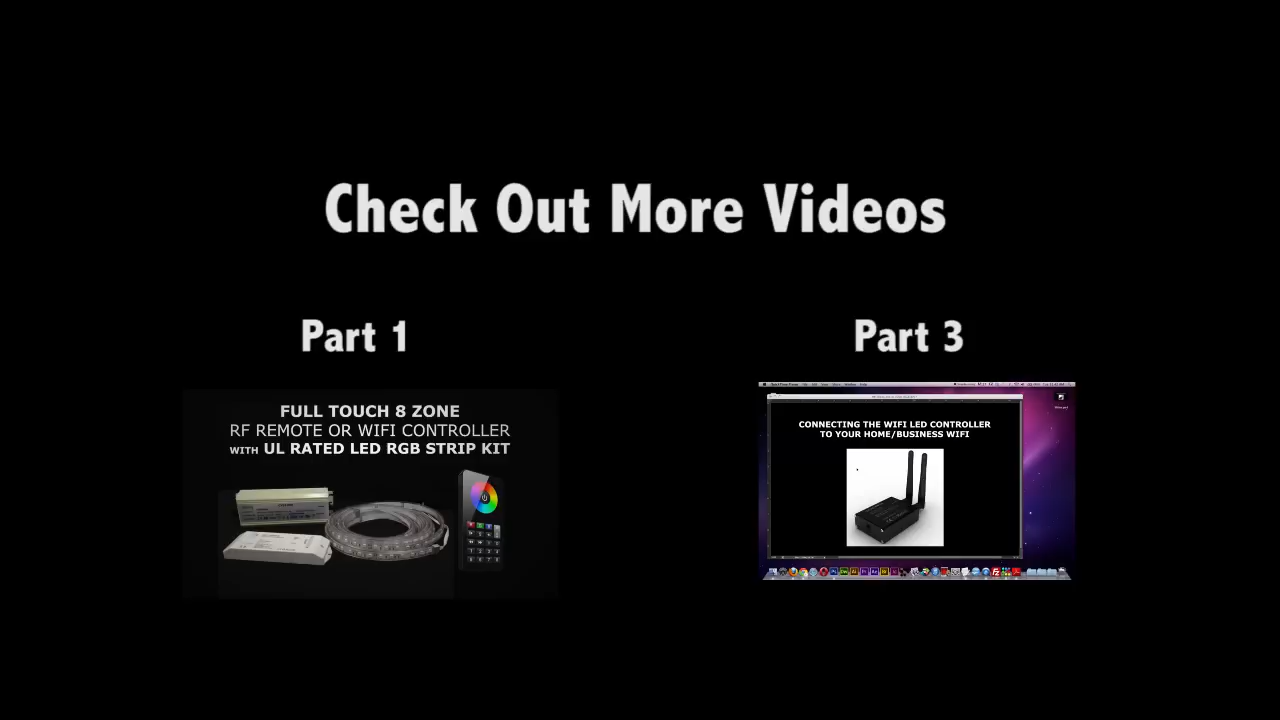 Check Out More Videos
Part 1
FULL TOUCH 8 ZONE
RF REMOTE OR WIFI CONTROLLER
WITH UL RATED LED RGB STRIP KIT
Part 3
CONNECTING THE WIFI LED CONTROLLER
TO YOUR HOME/BUSINESS WIFI